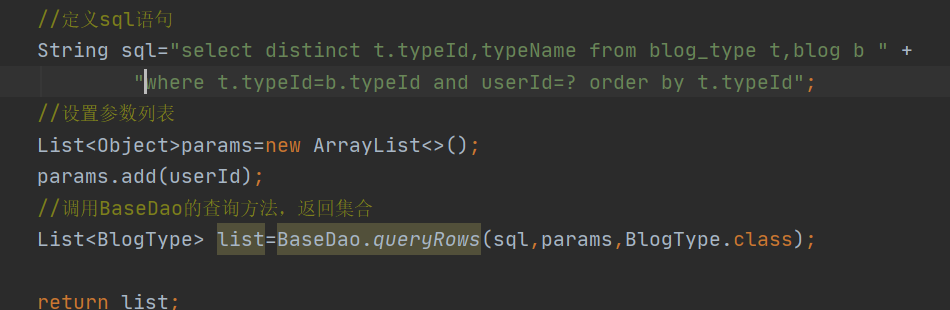 //定义sql语句
String sql="select distinct t.typeId,typeName from blog_type t,blog b " +
"where t.typeId=b.typeId and userId=? order by t.typeId";
//设置参数列表
List<Object>params=new ArrayList<>();
params.add(userId);
//调用BaseDao的查询方法，返回集合
List<BlogType> list=BaseDao.queryRows(sql,params,BlogType.class);
return list;